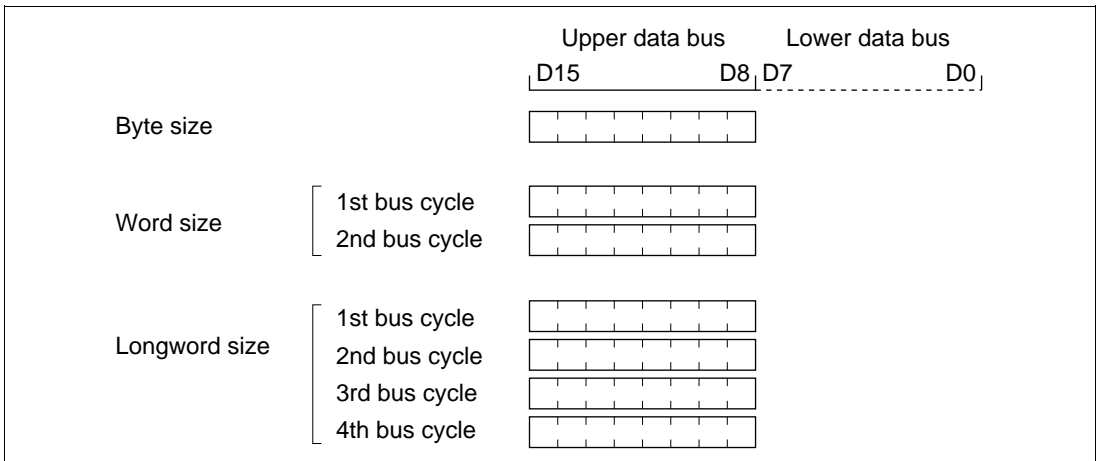 Upper data bus Lower data bus
D15 D8 D7 D0
Byte size
Word size
1st bus cycle
2nd bus cycle
Longword size
1st bus cycle
2nd bus cycle
3rd bus cycle
4th bus cycle